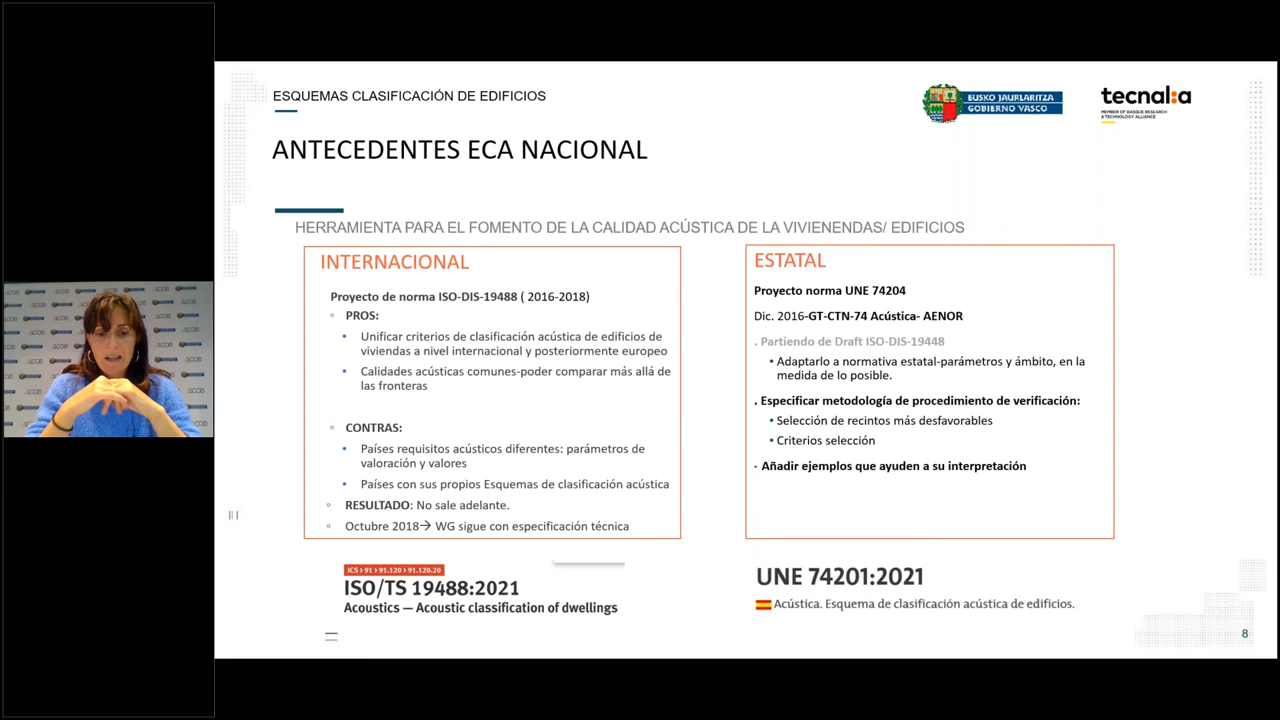 ESQUEMAS CLASIFICACIÓN DE EDIFICIOS
EUSKO JAURLARITZA
GOBIERNO VASCO
tecnal:a
MEMBER OF BASQUE RESEARCH
& TECHNOLOGY ALLIANCE
ANTECEDENTES ECA NACIONAL
HERRAMIENTA PARA EL FOMENTO DE LA CALIDAD ACÚSTICA DE LA VIVIENENDAS/ EDIFICIOS
INTERNACIONAL
Proyecto de norma ISO-DIS-19488 ( 2016-2018)
◦ PROS:
• Unificar criterios de clasificación acústica de edificios de
viviendas a nivel internacional y posteriormente europeo
• Calidades acústicas comunes-poder comparar más allá de
las fronteras
◦ CONTRAS:
• Países requisitos acústicos diferentes: parámetros de
valoración y valores
• Países con sus propios Esquemas de clasificación acústica
◦ RESULTADO: No sale adelante.
◦ Octubre 2018→ WG sigue con especificación técnica
ICS > 91 > 91.120 > 91.120.20
ISO/TS 19488:2021
Acoustics — Acoustic classification of dwellings
ESTATAL
Proyecto norma UNE 74204
Dic. 2016-GT-CTN-74 Acústica- AENOR
. Partiendo de Draft ISO-DIS-19448
• Adaptarlo a normativa estatal-parámetros y ámbito, en la
medida de lo posible.
. Especificar metodología de procedimiento de verificación:
• Selección de recintos más desfavorables
• Criterios selección
· Añadir ejemplos que ayuden a su interpretación
UNE 74201:2021
Acústica. Esquema de clasificación acústica de edificios.
8